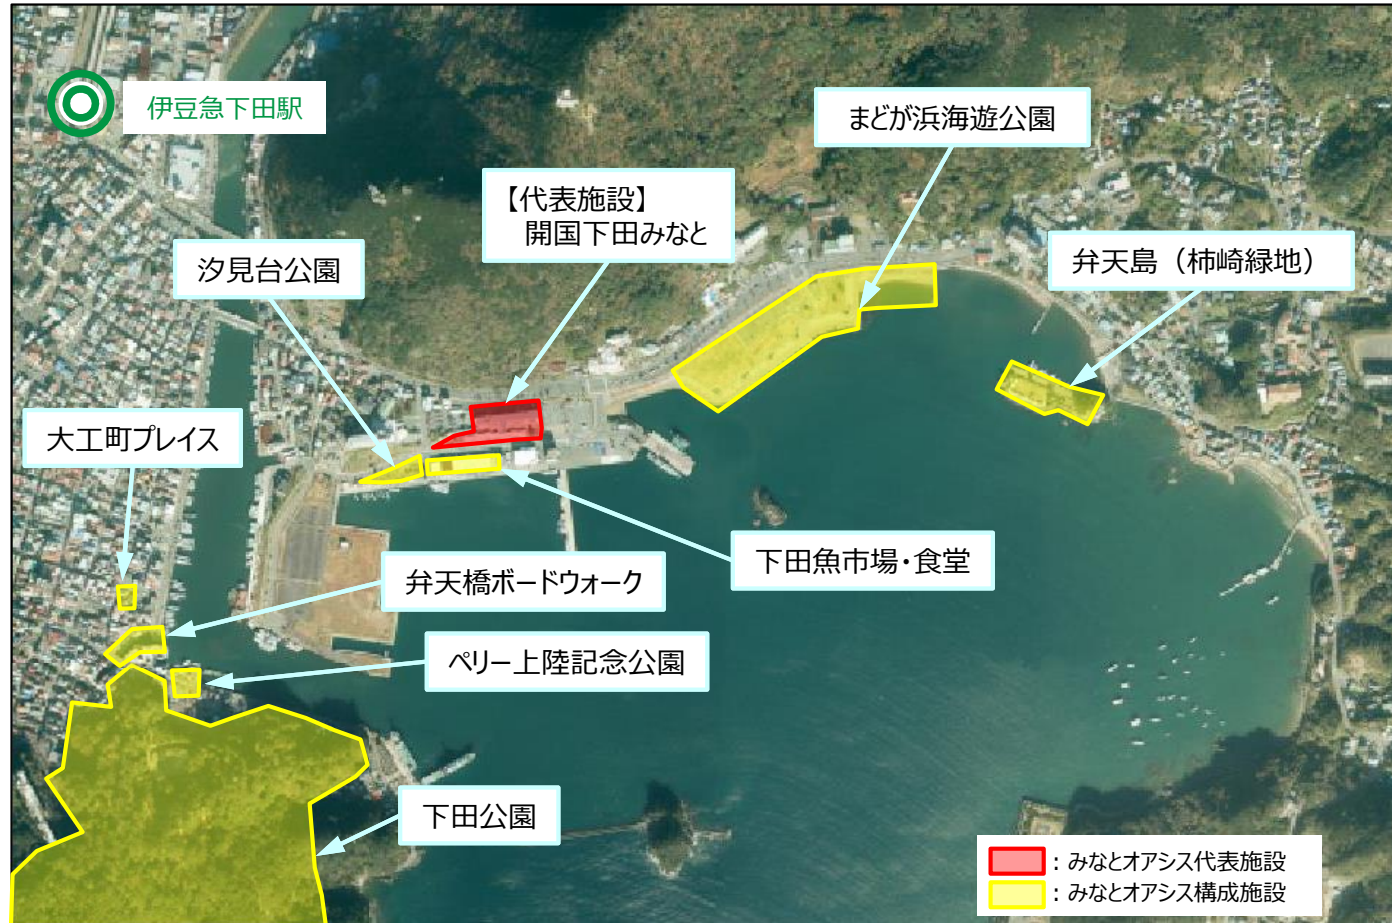 伊豆急下田駅
まどが浜海遊公園
【代表施設】
開国下田みなと
汐見台公園
弁天島（柿崎緑地）
大工町プレイス
下田魚市場・食堂
弁天橋ボードウォーク
ペリー上陸記念公園
下田公園
：みなとオアシス代表施設
：みなとオアシス構成施設